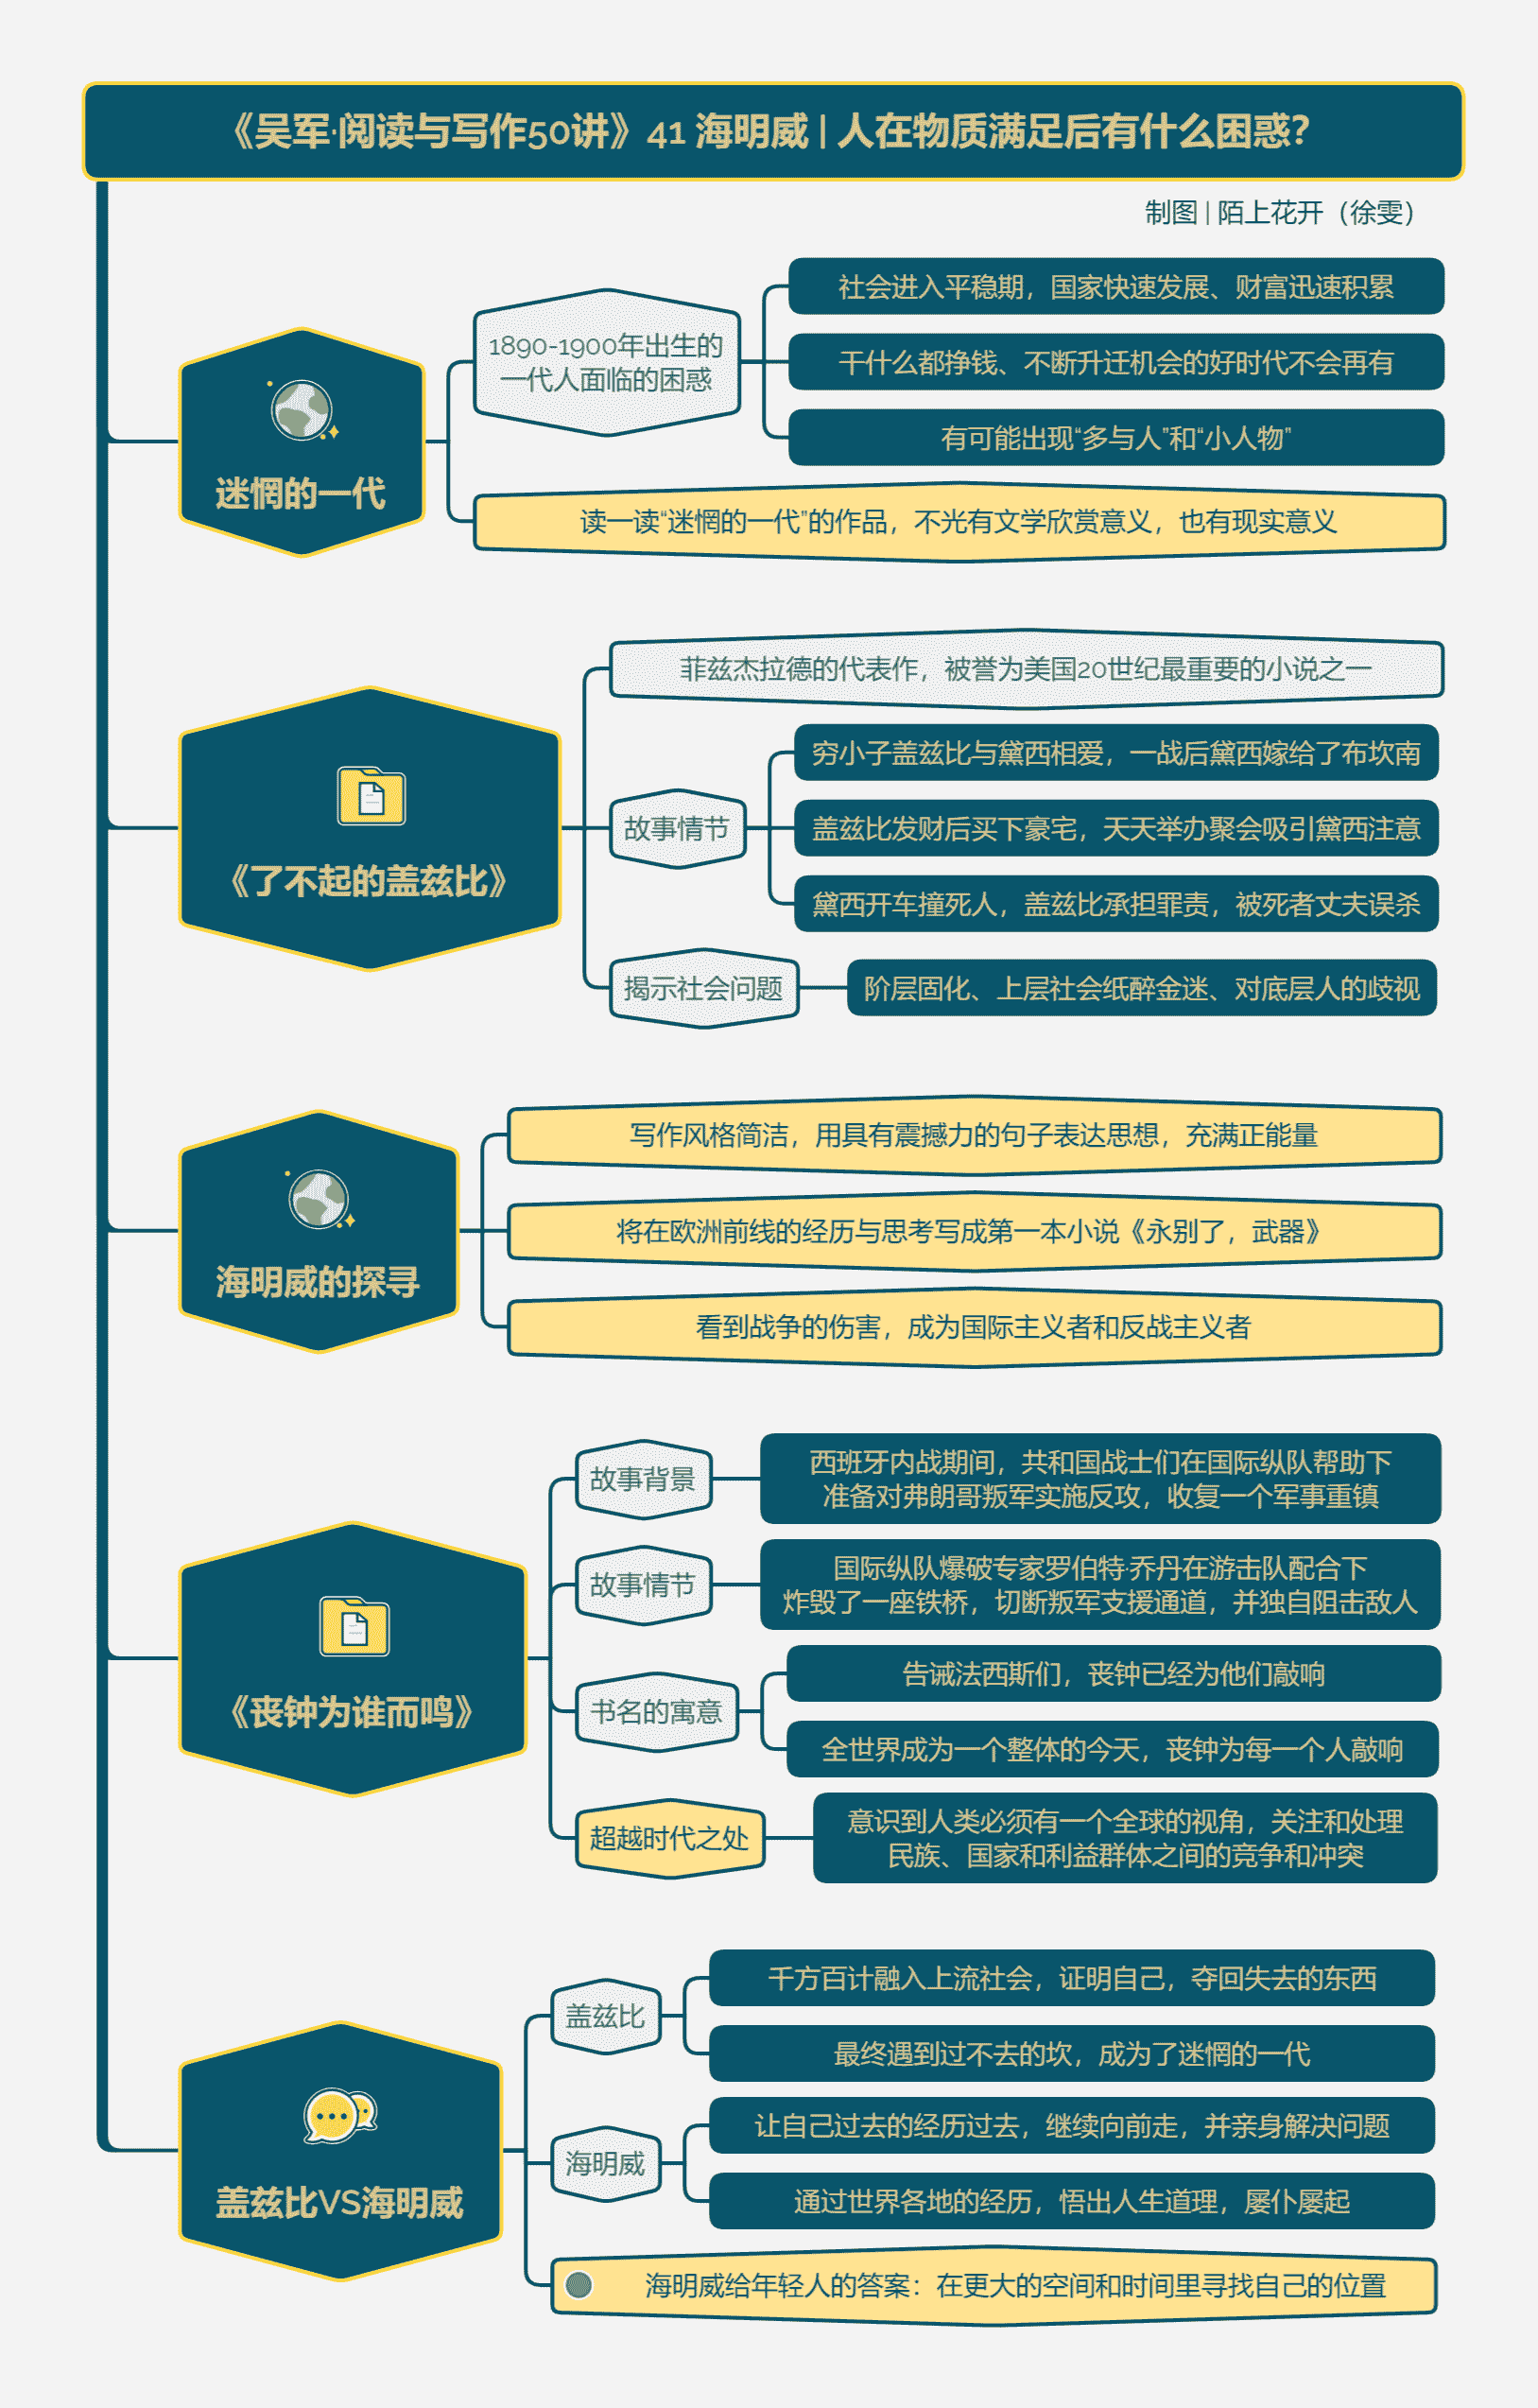 《吴军·阅读与写作50讲》41 海明威 | 人在物质满足后有什么困惑？
制图 | 陌上花开（徐雯）
迷惘的一代
1890-1900年出生的
一代人面临的困惑
社会进入平稳期，国家快速发展、财富迅速积累
干什么都挣钱、不断升迁机会的好时代不会再有
有可能出现“多与人”和“小人物”
读一读“迷惘的一代”的作品，不光有文学欣赏意义，也有现实意义
《了不起的盖兹比》
菲兹杰拉德的代表作，被誉为美国20世纪最重要的小说之一
故事情节
穷小子盖兹比与黛西相爱，一战后黛西嫁给了布坎南
盖兹比发财后买下豪宅，天天举办聚会吸引黛西注意
黛西开车撞死人，盖兹比承担罪责，被死者丈夫误杀
揭示社会问题
阶层固化、上层社会纸醉金迷、对底层人的歧视
海明威的探寻
写作风格简洁，用具有震撼力的句子表达思想，充满正能量
将在欧洲前线的经历与思考写成第一本小说《永别了，武器》
看到战争的伤害，成为国际主义者和反战主义者
《丧钟为谁而鸣》
故事背景
西班牙内战期间，共和国战士们在国际纵队帮助下
准备对弗朗哥叛军实施反攻，收复一个军事重镇
故事情节
国际纵队爆破专家罗伯特·乔丹在游击队配合下
炸毁了一座铁桥，切断叛军支援通道，并独自阻击敌人
书名的寓意
告诫法西斯们，丧钟已经为他们敲响
全世界成为一个整体的今天，丧钟为每一个人敲响
超越时代之处
意识到人类必须有一个全球的视角，关注和处理
民族、国家和利益群体之间的竞争和冲突
盖兹比VS海明威
盖兹比
千方百计融入上流社会，证明自己，夺回失去的东西
最终遇到过不去的坎，成为了迷惘的一代
海明威
让自己过去的经历过去，继续向前走，并亲身解决问题
通过世界各地的经历，悟出人生道理，屡仆屡起
海明威给年轻人的答案：在更大的空间和时间里寻找自己的位置